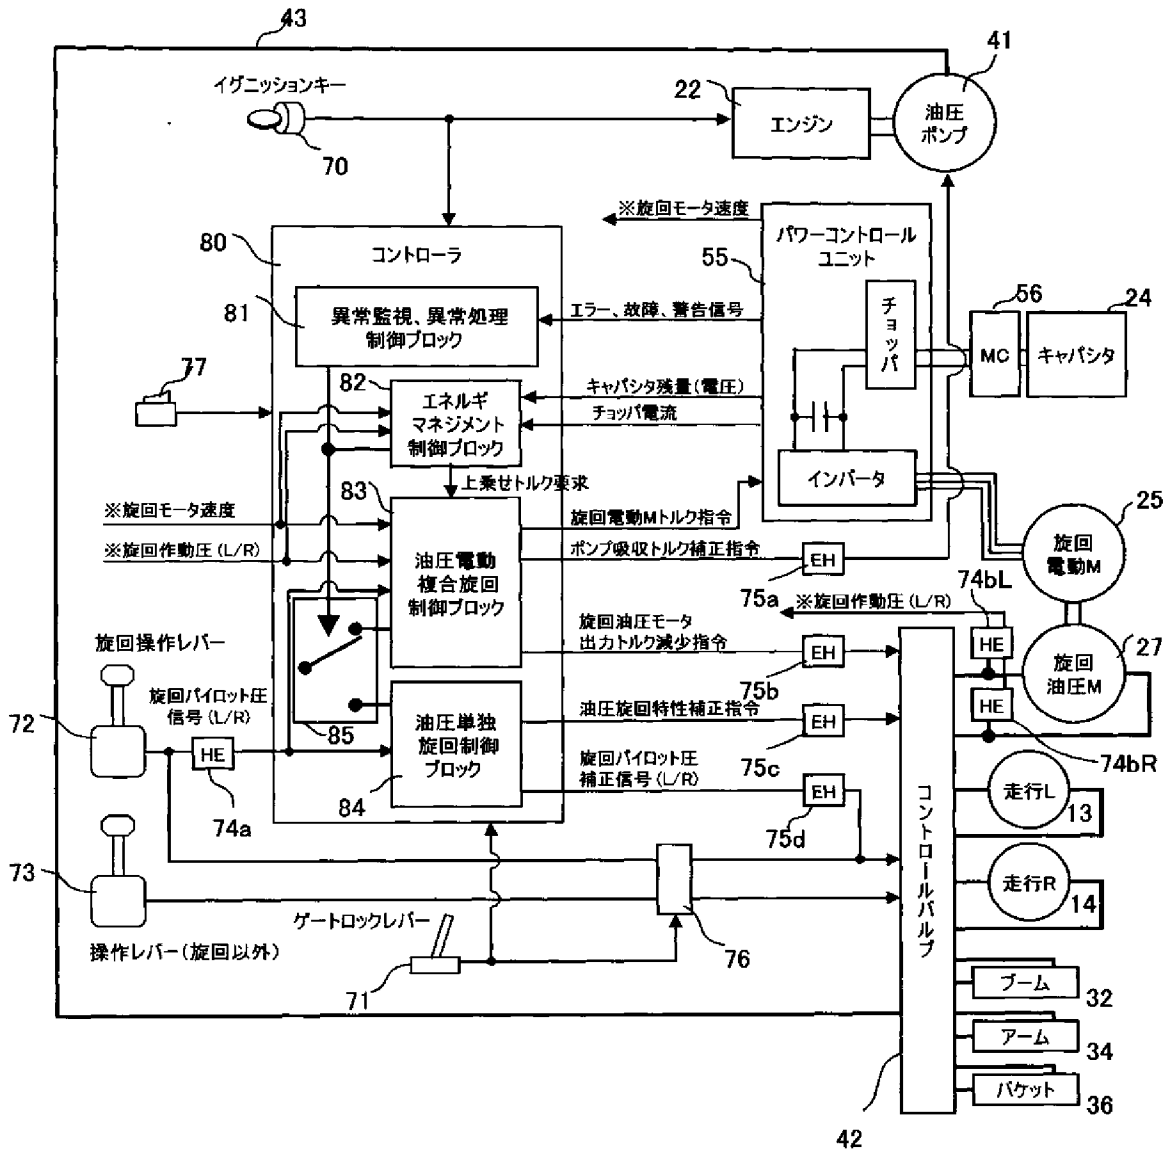 43
イグニッションキー
70
22
エンジン
41
油圧
ポンプ
※旋回モータ速度
55
パワーコントロール
ユニット
チョッパ
56
MC
24
キャパシタ
インバータ
80
コントローラ
81
異常監視、異常処理
制御ブロック
エラー、故障、警告信号
77
82
エネルギ
マネジメント
制御ブロック
キャパシタ残量(電圧)
チョッパ電流
上乗せトルク要求
83
油圧電動
複合旋回
制御ブロック
※旋回モータ速度
※旋回作動圧(L/R)
旋回電動Mトルク指令
ポンプ吸収トルク補正指令
EH
75a
25
旋回
電動M
※旋回作動圧(L/R)
74bL
HE
27
旋回
油圧M
HE
74bR
旋回油圧モータ
出力トルク減少指令
EH
75b
旋回操作レバー
72
旋回パイロット圧
信号(L/R)
HE
74a
85
84
油圧単独
旋回制御
ブロック
油圧旋回特性補正指令
EH
75c
旋回パイロット圧
補正信号(L/R)
EH
75d
走行L
13
走行R
14
73
操作レバー(旋回以外)
ゲートロックレバー
71
76
コントロールバルブ
42
ブーム
32
アーム
34
バケット
36